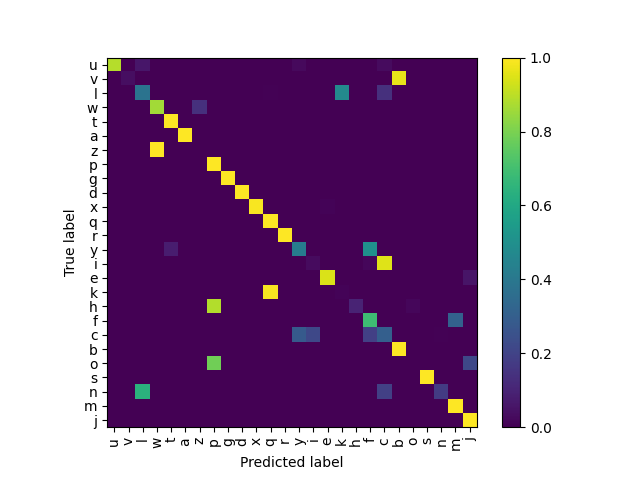 u
v
l
w
t
a
z
p
g
d
x
q
r
y
i
e
k
h
f
c
b
o
s
n
m
j
True label
u v l w t a z p g d x q r y i e k h f c b o s n m j
Predicted label
1.0
0.8
0.6
0.4
0.2
0.0